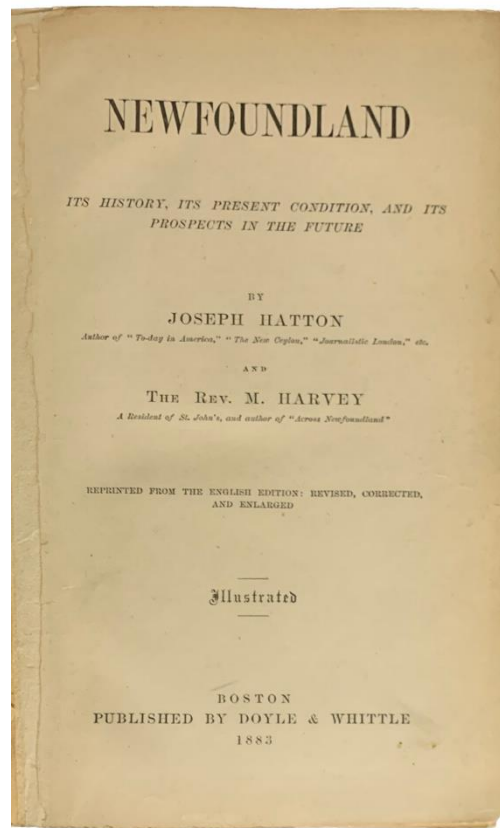 NEWFOUNDLAND
ITS HISTORY, ITS PRESENT CONDITION, AND ITS
PROSPECTS IN THE FUTURE
BY
JOSEPH HATTON
Author of "To-day in America," "The New Ceylon," "Journalistic London," etc.
AND
THE REV. M. HARVEY
A Resident of St. John's, and author of "Across Newfoundland"
REPRINTED FROM THE ENGLISH EDITION: REVISED, CORRECTED,
AND ENLARGED
Illustrated
BOSTON
PUBLISHED BY DOYLE & WHITTLE
1883